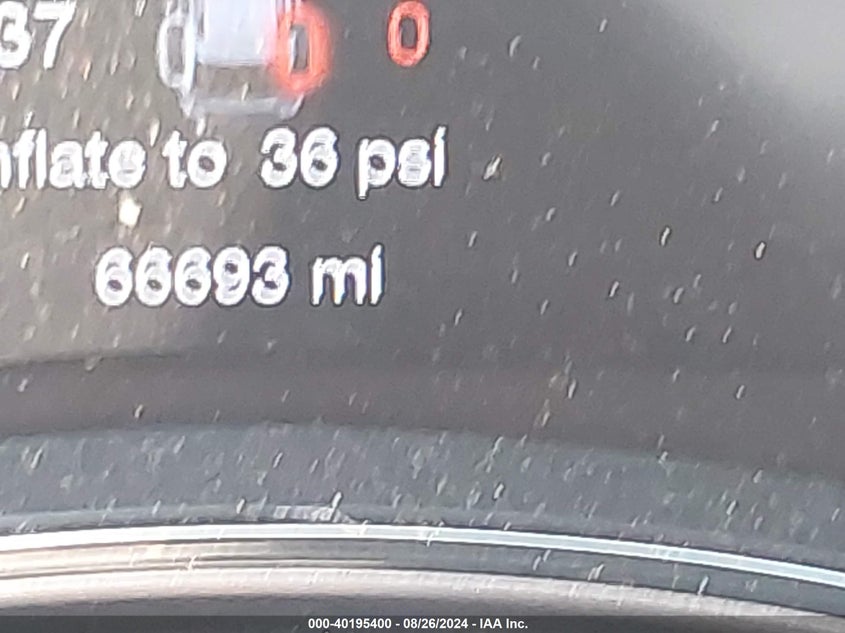 37 0 0
nflate to 36 psi
66693 mi
000-40195400 - 08/26/2024 - IAA Inc.